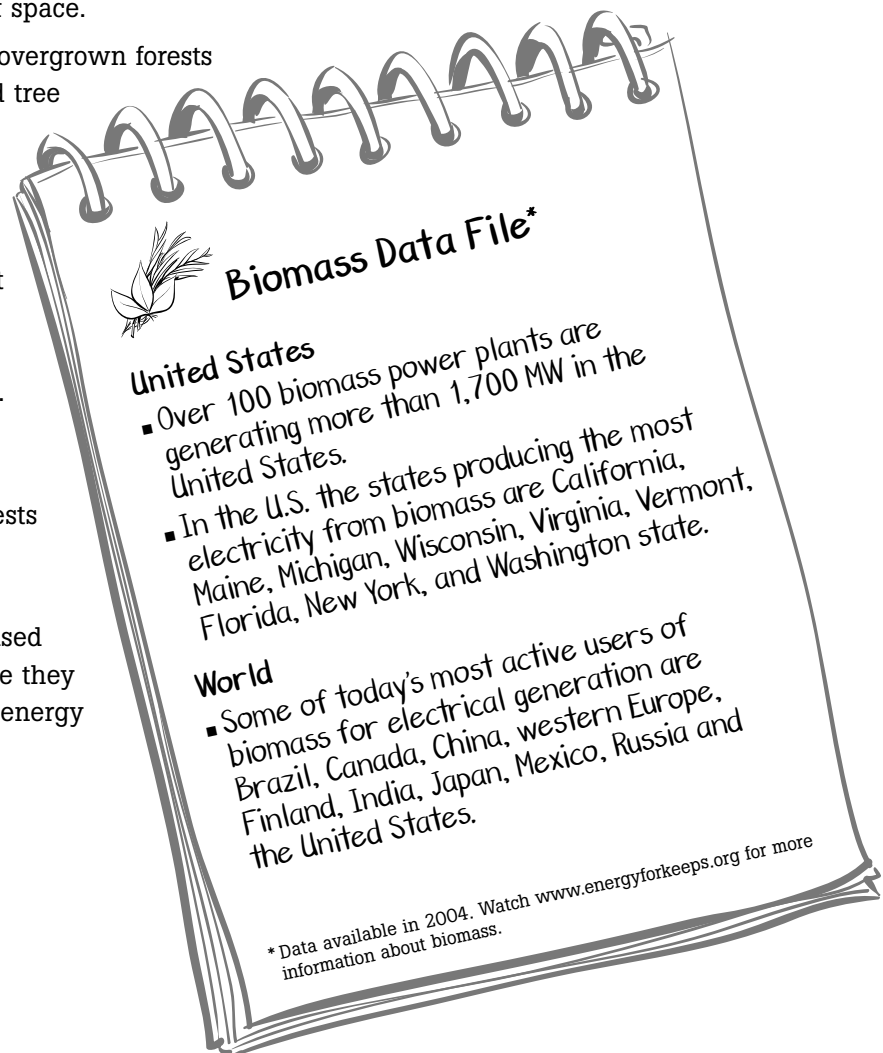 space.
overgrown forests
tree
Biomass Data File*
United States
▪ Over 100 biomass power plants are
generating more than 1,700 MW in the
United States.
▪ In the U.S. the states producing the most
electricity from biomass are California,
Maine, Michigan, Wisconsin, Virginia, Vermont,
Florida, New York, and Washington state.
World
▪ Some of today's most active users of
biomass for electrical generation are
Brazil, Canada, China, western Europe,
Finland, India, Japan, Mexico, Russia and
the United States.
* Data available in 2004. Watch www.energyforkeeps.org for more
information about biomass.
they
energy